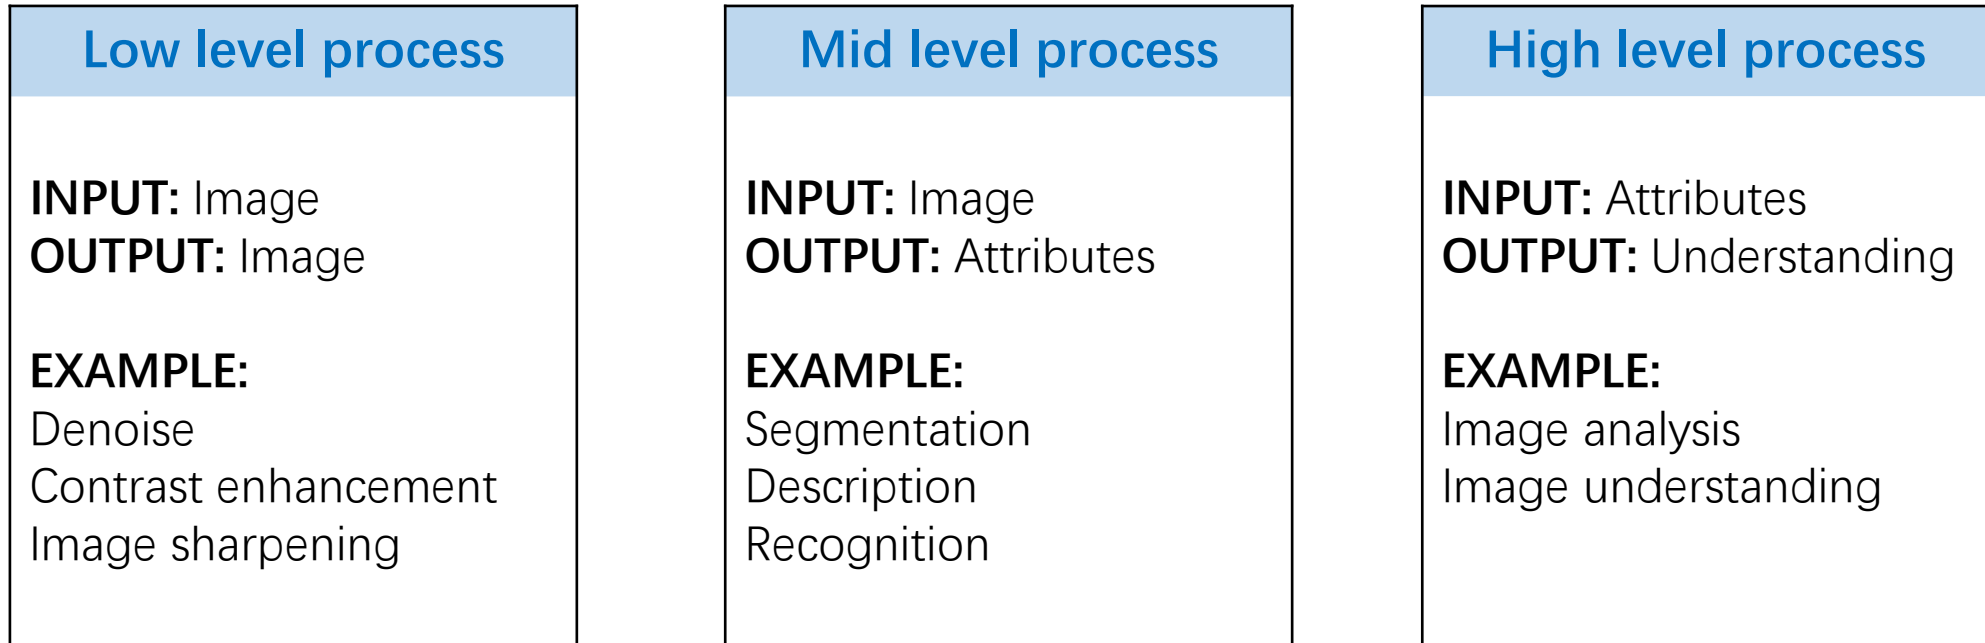 Low level process
INPUT: Image
OUTPUT: Image
EXAMPLE:
Denoise
Contrast enhancement
Image sharpening
Mid level process
INPUT: Image
OUTPUT: Attributes
EXAMPLE:
Segmentation
Description
Recognition
High level process
INPUT: Attributes
OUTPUT: Understanding
EXAMPLE:
Image analysis
Image understanding